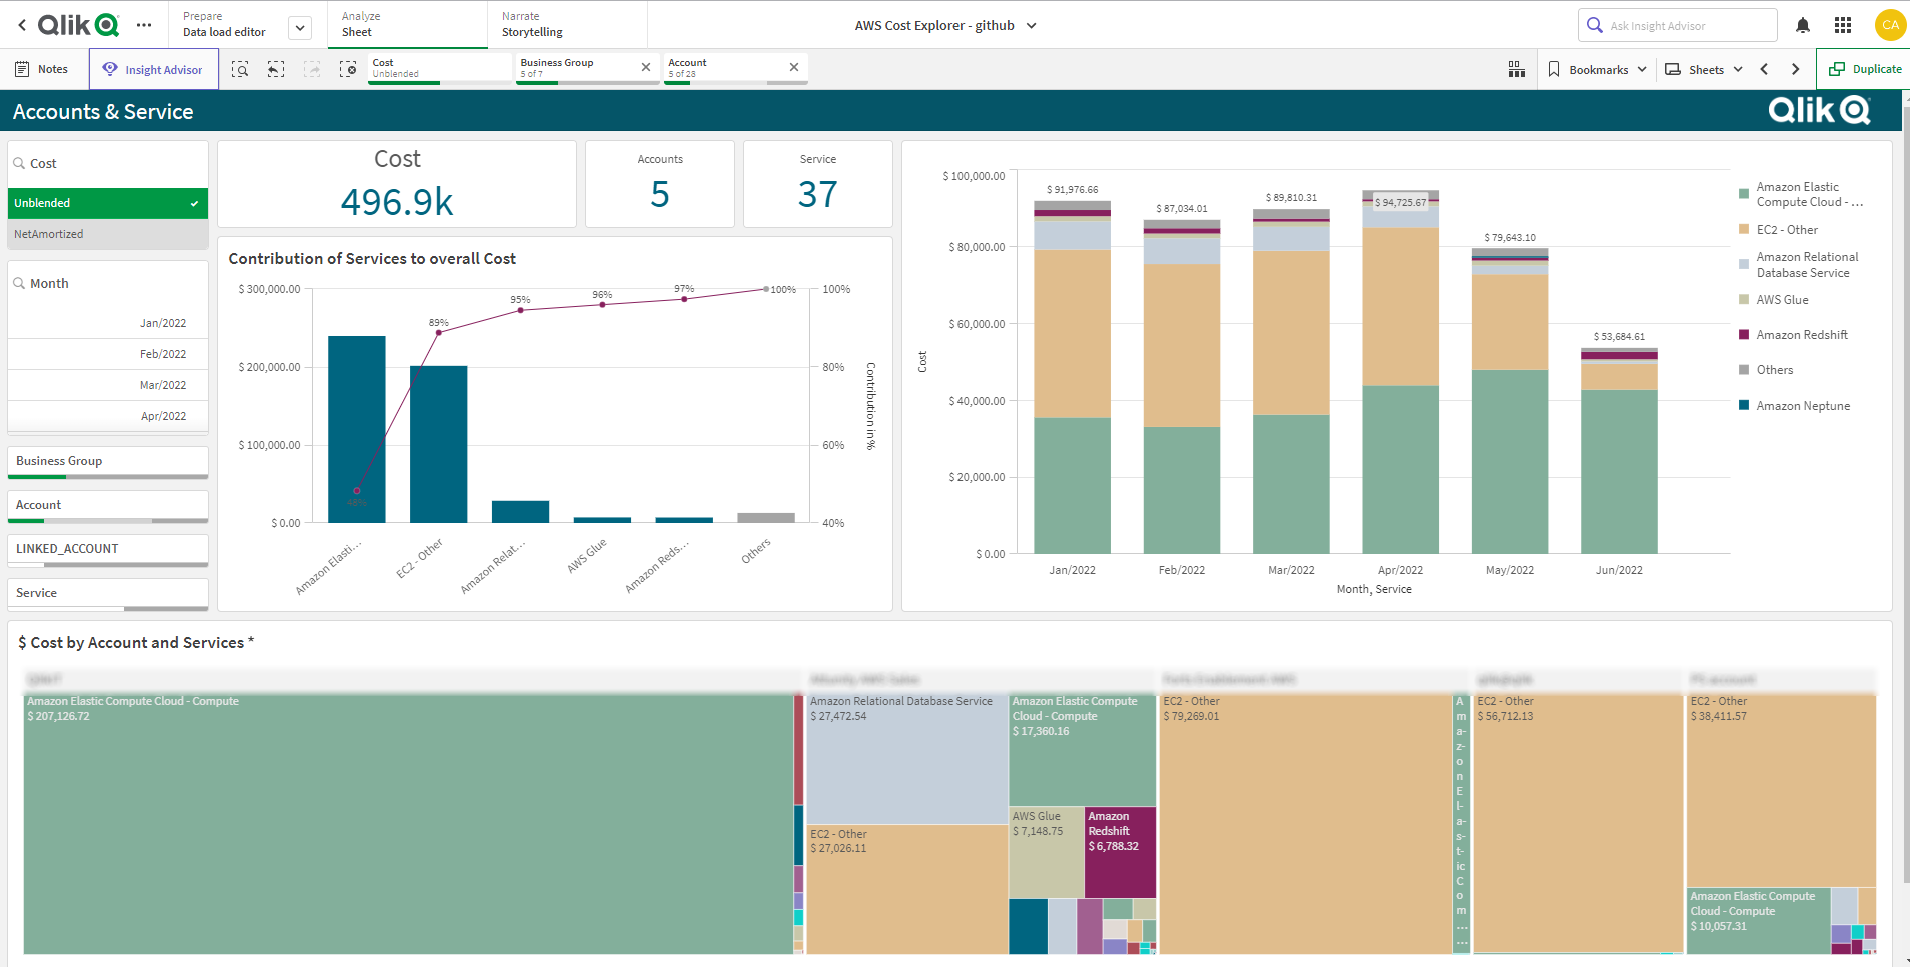 Qlik
Prepare
Data load editor
Analyze
Sheet
Narrate
Storytelling
AWS Cost Explorer - github
Ask Insight Advisor
CA
Notes
Insight Advisor
Cost
Unblended
Business Group
5 of 7
Account
5 of 28
Bookmarks
Sheets
Duplicate
Accounts & Service
Qlik
Cost
Unblended
NetAmortized
Month
Jan/2022
Feb/2022
Mar/2022
Apr/2022
Business Group
Account
LINKED_ACCOUNT
Service
Cost
496.9k
Accounts
5
Service
37
Contribution of Services to overall Cost
$ 300,000.00
$ 200,000.00
$ 100,000.00
$ 0.00
48%
89%
95%
96%
97%
100%
100%
80%
60%
40%
Contribution in %
Amazon Elasti...
EC2 - Other
Amazon Relat...
AWS Glue
Amazon Reds...
Others
$ 100,000.00
$ 80,000.00
$ 60,000.00
$ 40,000.00
$ 20,000.00
$ 0.00
Cost
$ 91,976.66
$ 87,034.01
$ 89,810.31
$ 94,725.67
$ 79,643.10
$ 53,684.61
Jan/2022
Feb/2022
Mar/2022
Apr/2022
May/2022
Jun/2022
Month, Service
Amazon Elastic
Compute Cloud - ...
EC2 - Other
Amazon Relational
Database Service
AWS Glue
Amazon Redshift
Others
Amazon Neptune
$ Cost by Account and Services *
Amazon Elastic Compute Cloud - Compute
$ 207,126.72
Amazon Relational Database Service
$ 27,472.54
EC2 - Other
$ 27,026.11
Amazon Elastic Compute
Cloud - Compute
$ 17,360.16
AWS Glue
$ 7,148.75
Amazon
Redshift
$ 6,788.32
EC2 - Other
$ 79,269.01
A
m
a-
z-
o
n
E
l-
a-
s-
t-
ic
C
o
m
...
...
EC2 - Other
$ 56,712.13
EC2 - Other
$ 38,411.57
Amazon Elastic Compute
Cloud - Compute
$ 10,057.31